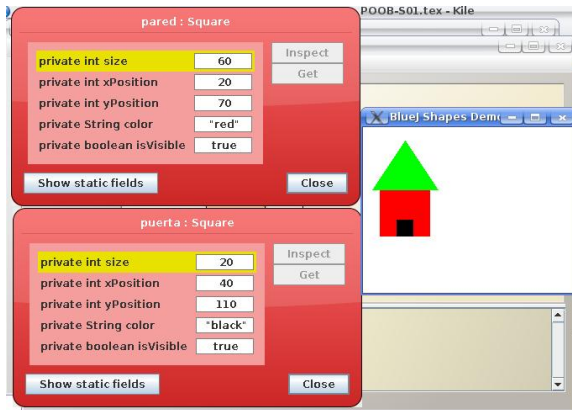 POOB-S01.tex - Kile
pared : Square
private int size 60
private int xPosition 20
private int yPosition 70
private String color "red"
private boolean isVisible true
Inspect
Get
Show static fields Close
BlueJ Shapes Demo
puerta : Square
private int size 20
private int xPosition 40
private int yPosition 110
private String color "black"
private boolean isVisible true
Inspect
Get
Show static fields Close